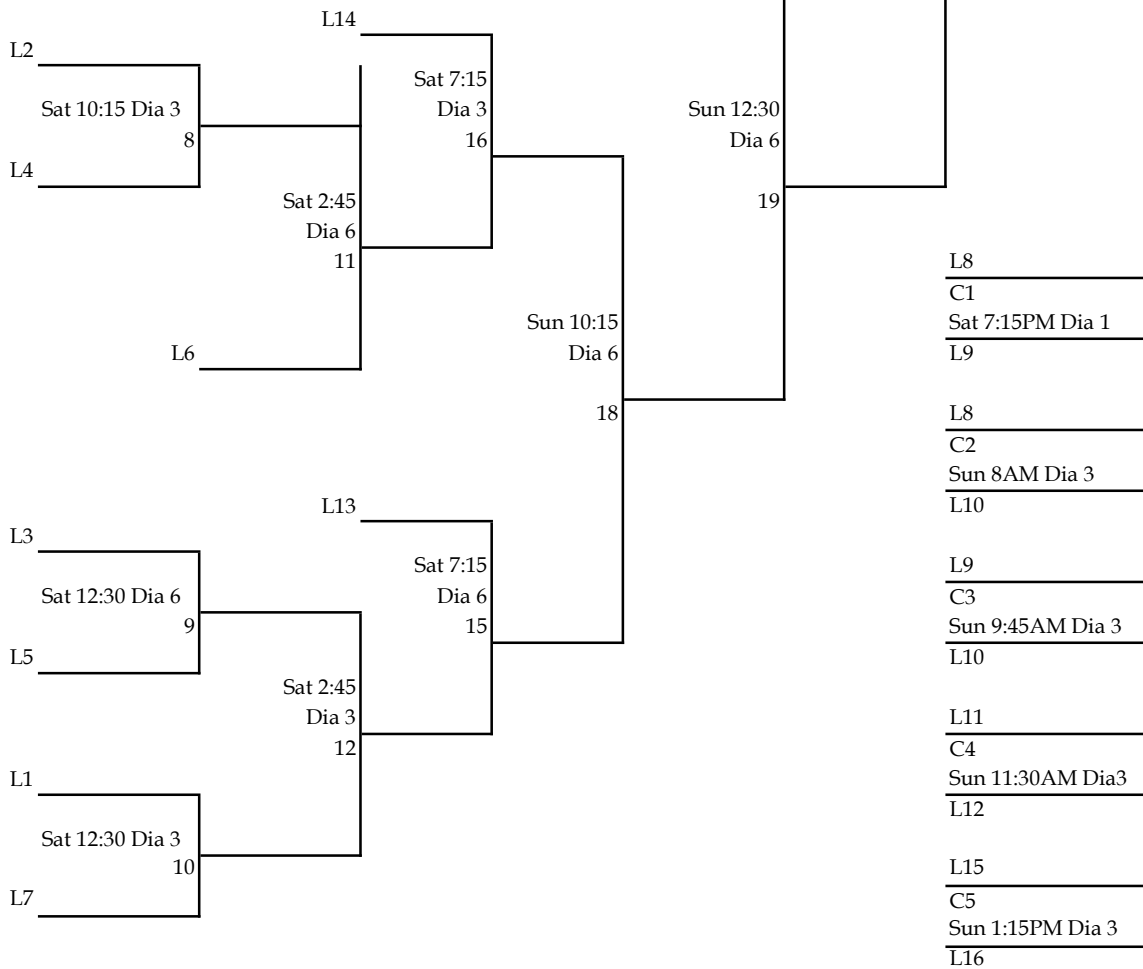 L14
L2
Sat 7:15
Sat 10:15 Dia 3
Dia 3
Sun 12:30
8
16
Dia 6
L4
Sat 2:45
19
Dia 6
11
L8
C1
Sun 10:15
Sat 7:15PM Dia 1
L6
Dia 6
L9
18
L8
C2
Sun 8AM Dia 3
L13
L10
L3
Sat 7:15
L9
Sat 12:30 Dia 6
Dia 6
C3
9
15
Sun 9:45AM Dia 3
L5
L10
Sat 2:45
Dia 3
L11
12
C4
L1
Sun 11:30AM Dia3
L12
Sat 12:30 Dia 3
10
L15
L7
C5
Sun 1:15PM Dia 3
L16